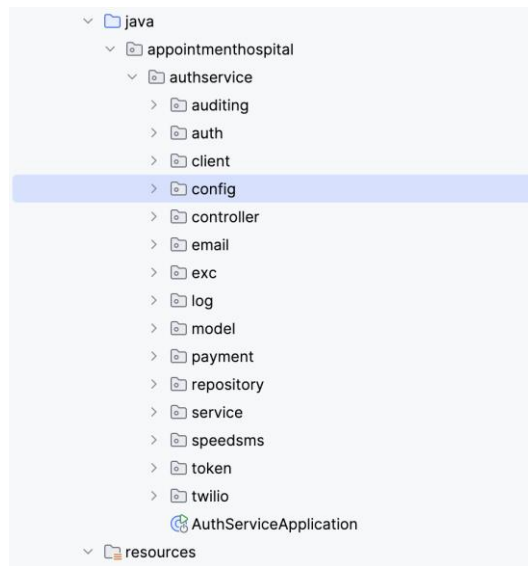 java
appointmenthospital
authservice
auditing
auth
client
config
controller
email
exc
log
model
payment
repository
service
speedsms
token
twilio
AuthServiceApplication
resources